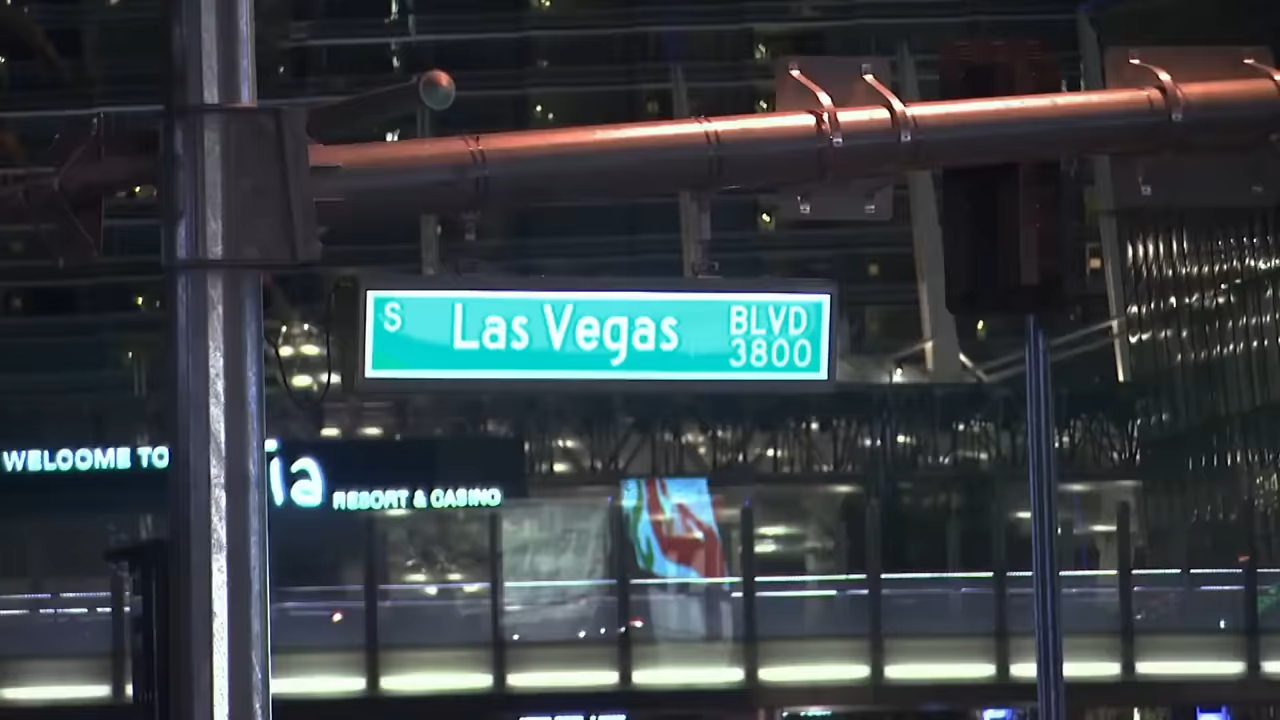 S Las Vegas BLVD
3800
WELCOME TO
ia
RESORT & CASINO